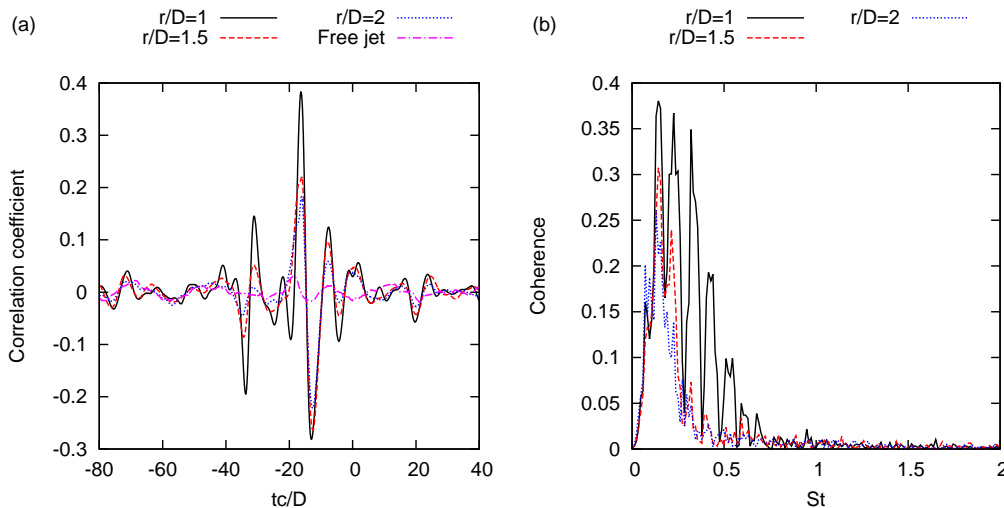 (a)
r/D=1
r/D=2
r/D=1.5
Free jet
0.4
0.3
0.2
0.1
0
-0.1
-0.2
-0.3
Correlation coefficient
-80
-60
-40
-20
0
20
40
tc/D
(b)
r/D=1
r/D=2
r/D=1.5
0.4
0.35
0.3
0.25
0.2
0.15
0.1
0.05
0
Coherence
0
0.5
1
1.5
2
St